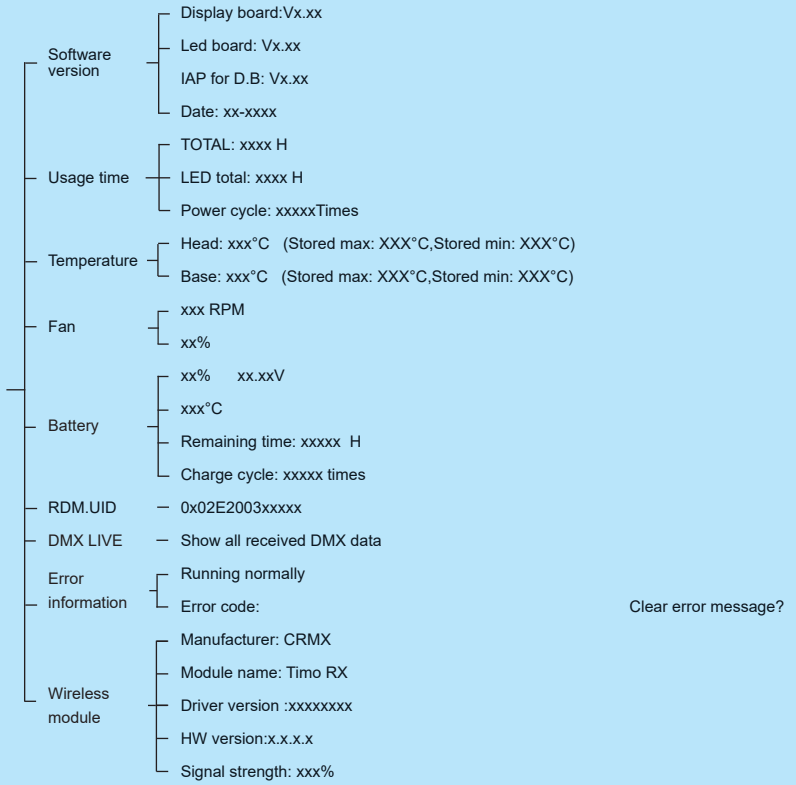 Software
version
Display board:Vx.xx
Led board: Vx.xx
IAP for D.B: Vx.xx
Date: xx-xxxx
Usage time
TOTAL: xxxx H
LED total: xxxx H
Power cycle: xxxxxTimes
Temperature
Head: xxx°C (Stored max: XXX°C,Stored min: XXX°C)
Base: xxx°C (Stored max: XXX°C,Stored min: XXX°C)
Fan
xxx RPM
xx%
Battery
xx% xx.xxV
xxx°C
Remaining time: xxxxx H
Charge cycle: xxxxx times
RDM.UID
0x02E2003xxxxx
DMX LIVE
Show all received DMX data
Error
information
Running normally
Error code: Clear error message?
Wireless
module
Manufacturer: CRMX
Module name: Timo RX
Driver version :xxxxxxxx
HW version:x.x.x.x
Signal strength: xxx%